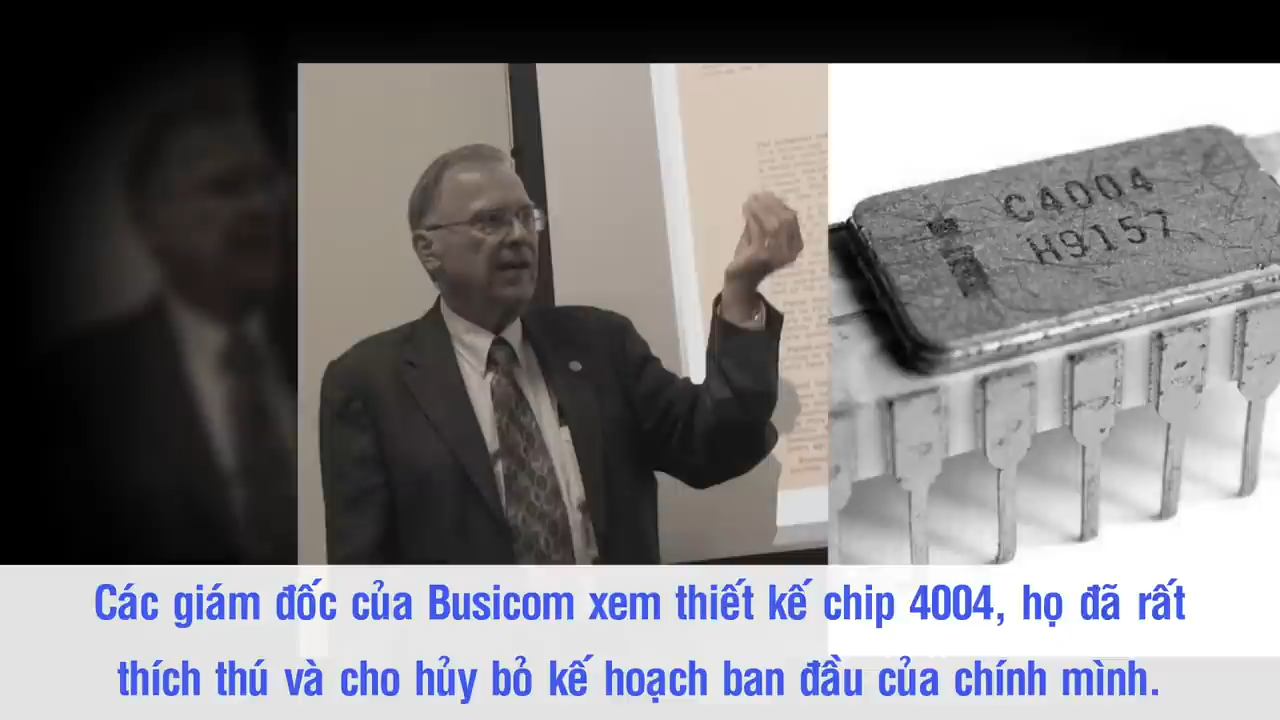 C4004
H9157
Các giám đốc của Busicom xem thiết kế chip 4004, họ đã rất
thích thú và cho hủy bỏ kế hoạch ban đầu của chính mình.